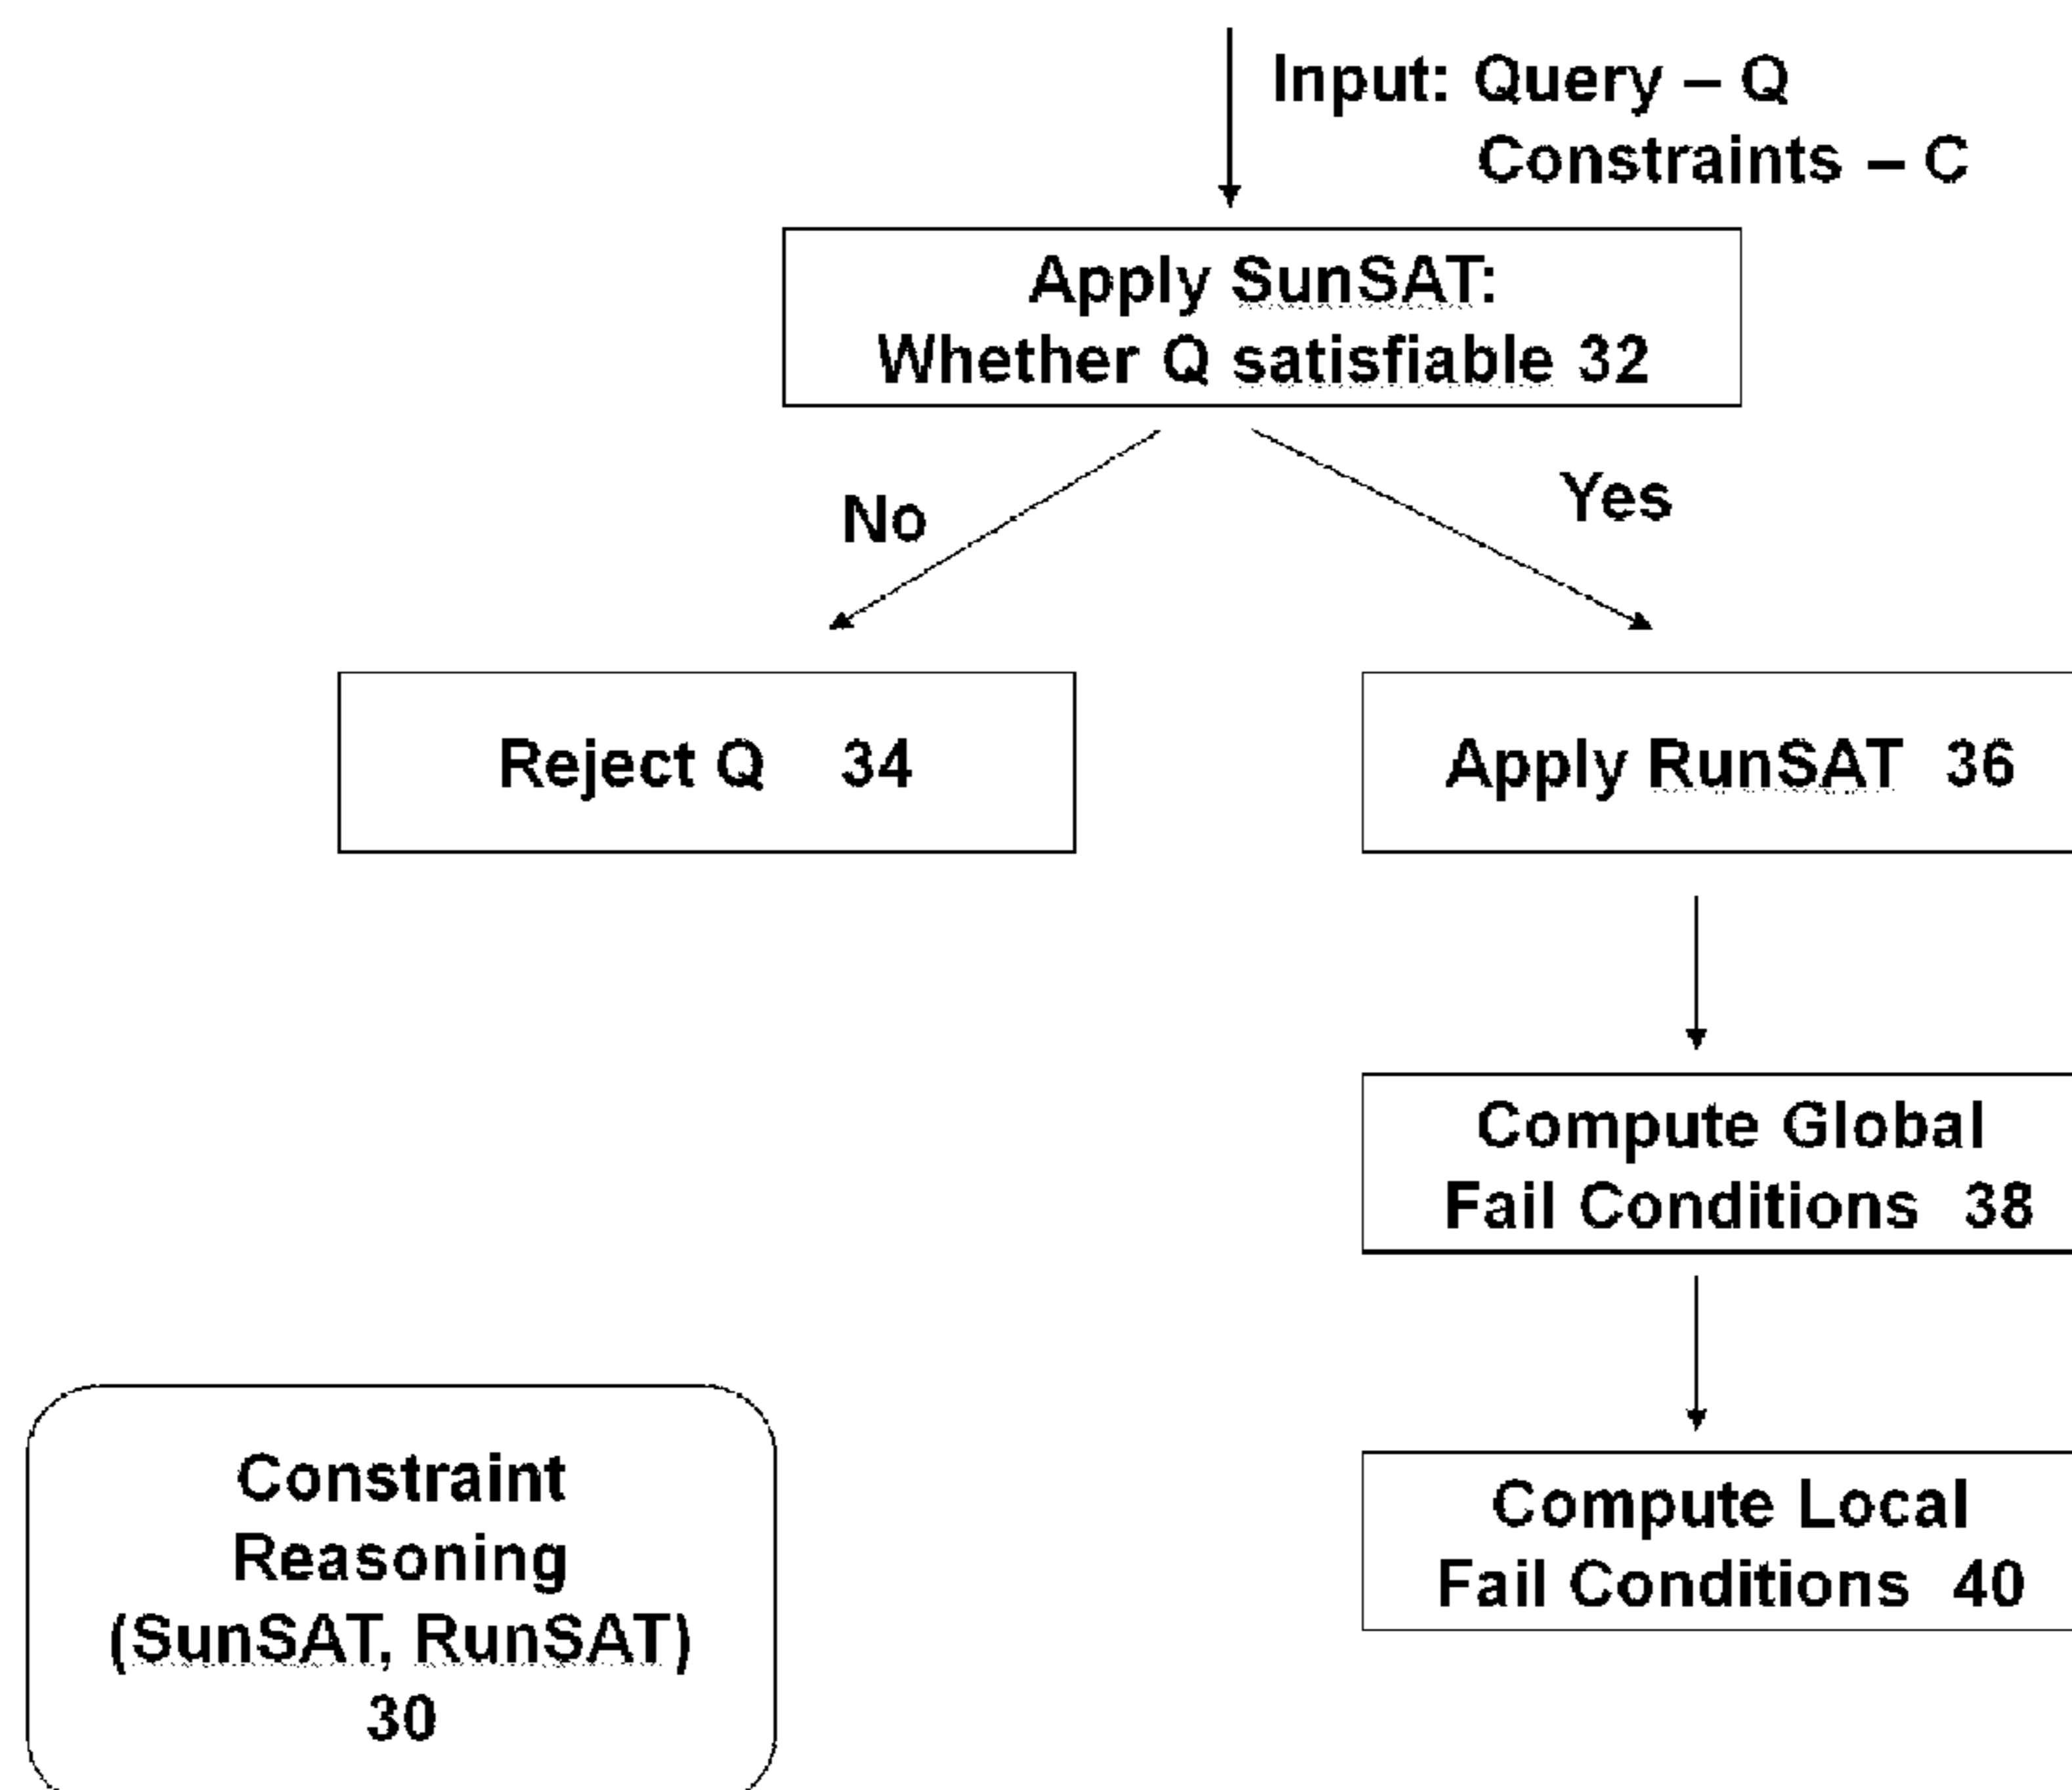 Input: Query – Q
Constraints – C
Apply SunSAT:
Whether Q satisfiable 32
No
Yes
Reject Q 34
Apply RunSAT 36
Compute Global
Fail Conditions 38
Compute Local
Fail Conditions 40
Constraint
Reasoning
(SunSAT, RunSAT)
30